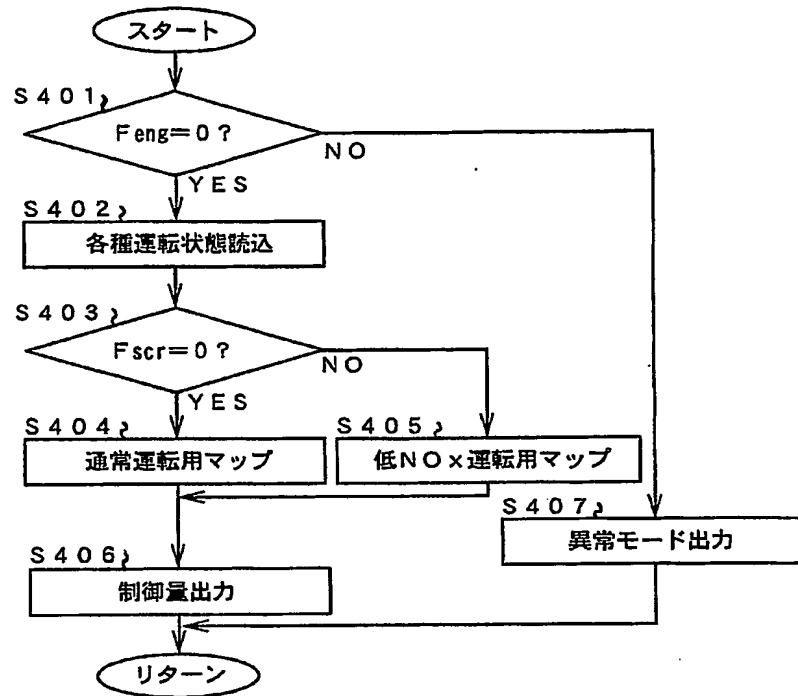 スタート
S401
Feng=0?
NO
YES
S402
各種運転状態読込
S403
Fscr=0?
NO
YES
S404
通常運転用マップ
S405
低NOx運転用マップ
S407
異常モード出力
S406
制御量出力
リターン